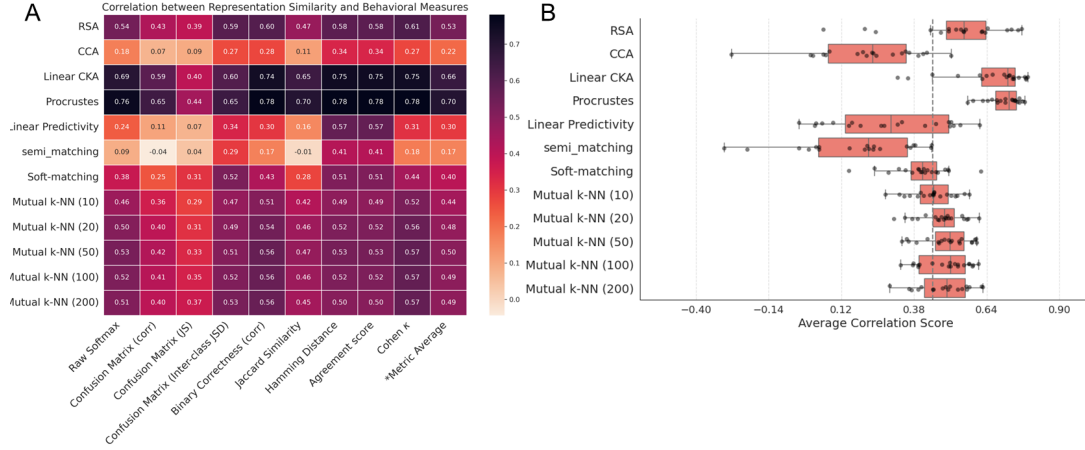 A
Correlation between Representation Similarity and Behavioral Measures
RSA 0.54 0.43 0.39 0.59 0.60 0.47 0.58 0.58 0.61 0.53
CCA 0.18 0.07 0.09 0.27 0.28 0.11 0.34 0.34 0.27 0.22
Linear CKA 0.69 0.59 0.40 0.60 0.74 0.65 0.75 0.75 0.75 0.66
Procrustes 0.76 0.65 0.44 0.65 0.78 0.70 0.78 0.78 0.78 0.70
Linear Predictivity 0.24 0.11 0.07 0.34 0.30 0.16 0.57 0.57 0.31 0.30
semi_matching 0.09 -0.04 0.04 0.29 0.17 -0.01 0.41 0.41 0.18 0.17
Soft-matching 0.38 0.25 0.31 0.52 0.43 0.28 0.51 0.51 0.44 0.40
Mutual k-NN (10) 0.46 0.36 0.29 0.47 0.51 0.42 0.49 0.49 0.52 0.44
Mutual k-NN (20) 0.50 0.40 0.31 0.49 0.54 0.46 0.52 0.52 0.56 0.48
Mutual k-NN (50) 0.53 0.42 0.33 0.51 0.56 0.47 0.53 0.53 0.57 0.50
Mutual k-NN (100) 0.52 0.41 0.35 0.52 0.56 0.46 0.52 0.52 0.57 0.49
Mutual k-NN (200) 0.51 0.40 0.37 0.53 0.56 0.45 0.50 0.50 0.57 0.49
Raw Softmax
Confusion Matrix (corr)
Confusion Matrix (JS)
Confusion Matrix (Inter-class JSD)
Binary Correctness (corr)
Jaccard Similarity
Hamming Distance
Agreement score
Cohen κ
*Metric Average
0.7
0.6
0.5
0.4
0.3
0.2
0.1
0.0
B
RSA
CCA
Linear CKA
Procrustes
Linear Predictivity
semi_matching
Soft-matching
Mutual k-NN (10)
Mutual k-NN (20)
Mutual k-NN (50)
Mutual k-NN (100)
Mutual k-NN (200)
−0.40 −0.14 0.12 0.38 0.64 0.90
Average Correlation Score